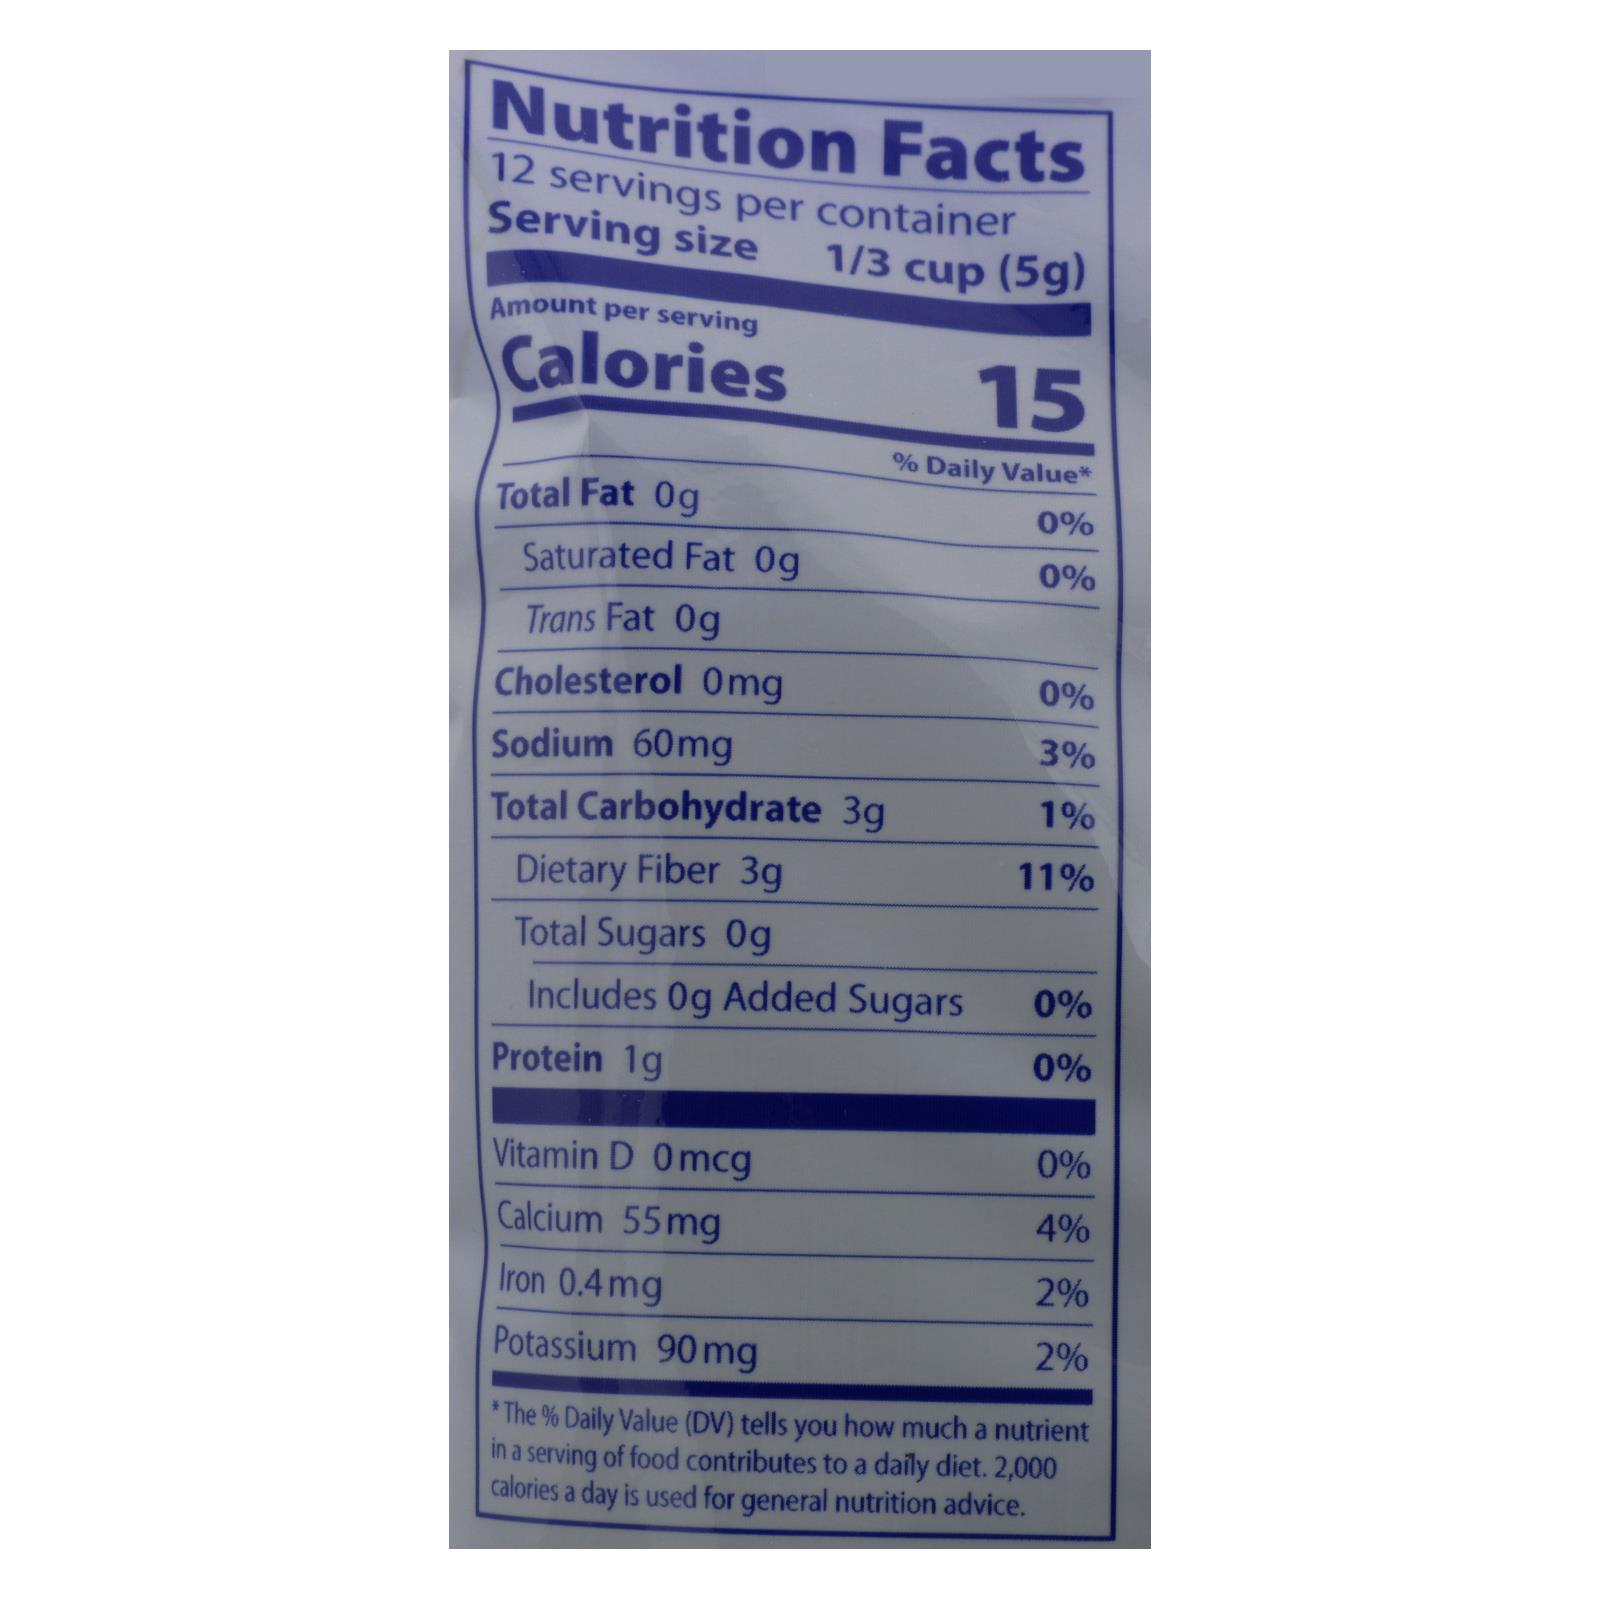 Nutrition Facts
12 servings per container
Serving size 1/3 cup (5g)
Amount per serving
Calories 15
% Daily Value*
Total Fat 0g 0%
Saturated Fat 0g 0%
Trans Fat 0g
Cholesterol 0mg 0%
Sodium 60mg 3%
Total Carbohydrate 3g 1%
Dietary Fiber 3g 11%
Total Sugars 0g
Includes 0g Added Sugars 0%
Protein 1g 0%
Vitamin D 0mcg 0%
Calcium 55mg 4%
Iron 0.4mg 2%
Potassium 90mg 2%
* The % Daily Value (DV) tells you how much a nutrient
in a serving of food contributes to a daily diet. 2,000
calories a day is used for general nutrition advice.